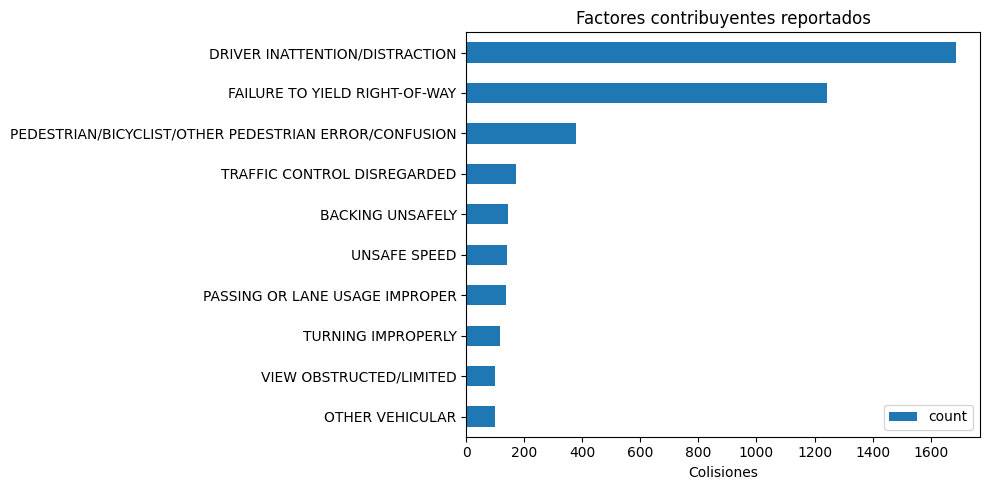 Factores contribuyentes reportados
DRIVER INATTENTION/DISTRACTION
FAILURE TO YIELD RIGHT-OF-WAY
PEDESTRIAN/BICYCLIST/OTHER PEDESTRIAN ERROR/CONFUSION
TRAFFIC CONTROL DISREGARDED
BACKING UNSAFELY
UNSAFE SPEED
PASSING OR LANE USAGE IMPROPER
TURNING IMPROPERLY
VIEW OBSTRUCTED/LIMITED
OTHER VEHICULAR
count
0 200 400 600 800 1000 1200 1400 1600
Colisiones